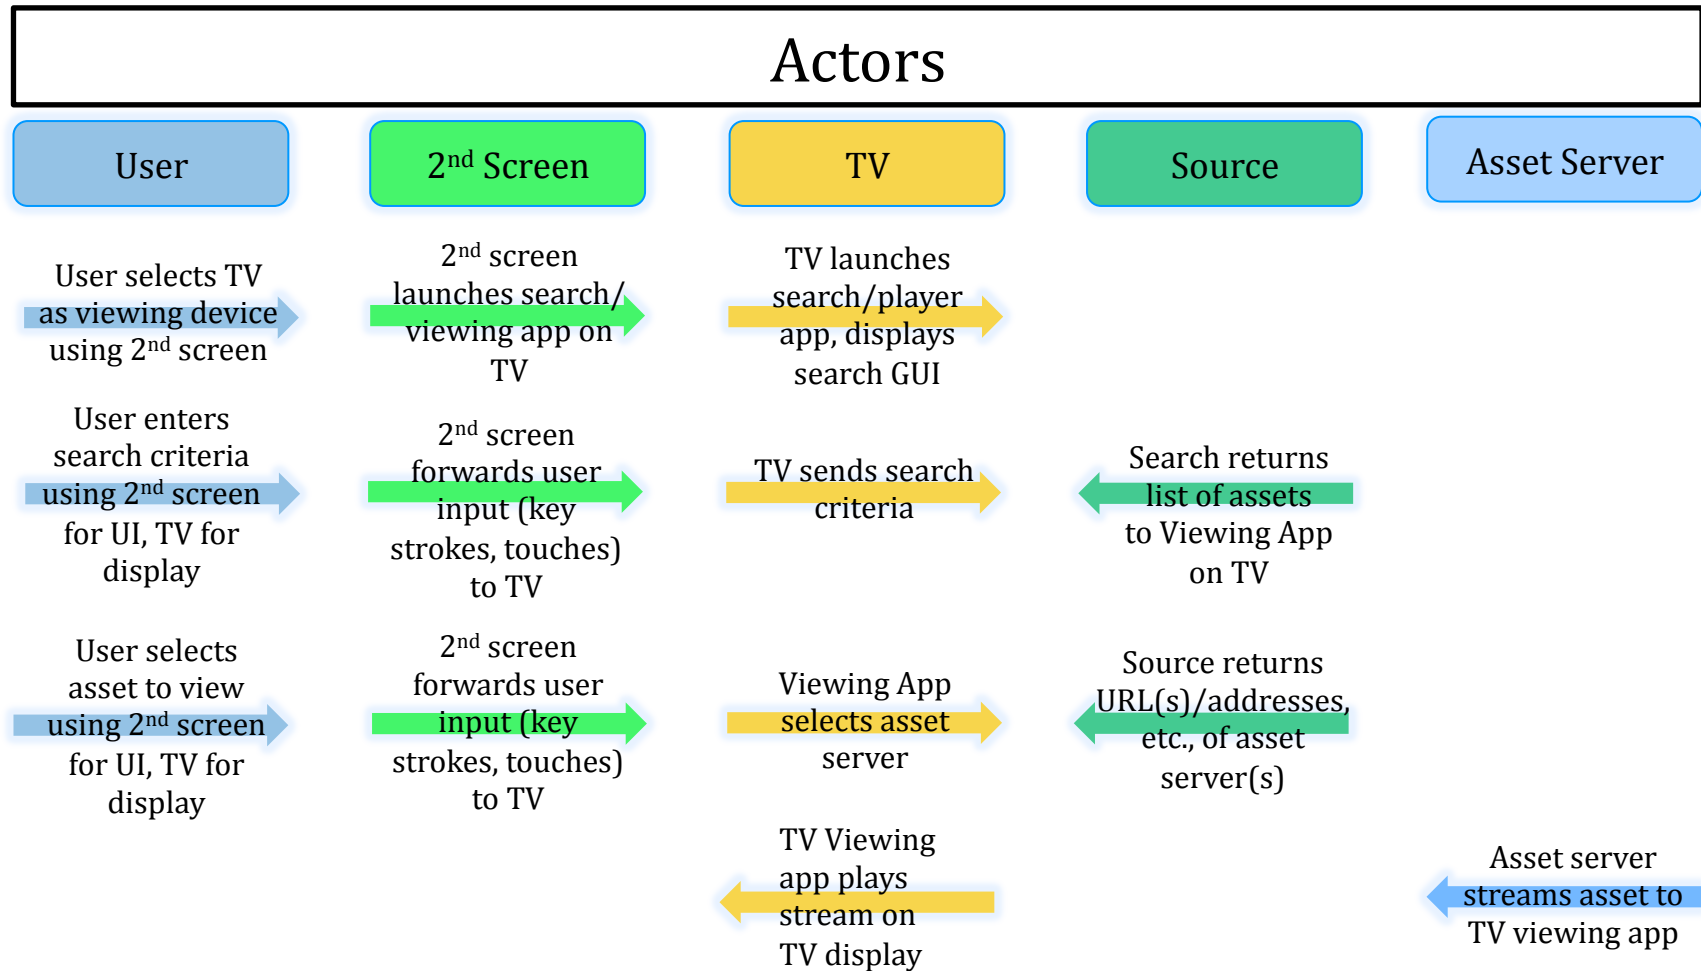 Actors
User
2nd Screen
TV
Source
Asset Server
User selects TV
as viewing device
using 2nd screen
2nd screen
launches search/
viewing app on
TV
TV launches
search/player
app, displays
search GUI
User enters
search criteria
using 2nd screen
for UI, TV for
display
2nd screen
forwards user
input (key
strokes, touches)
to TV
TV sends search
criteria
Search returns
list of assets
to Viewing App
on TV
User selects
asset to view
using 2nd screen
for UI, TV for
display
2nd screen
forwards user
input (key
strokes, touches)
to TV
Viewing App
selects asset
server
Source returns
URL(s)/addresses,
etc., of asset
server(s)
TV Viewing
app plays
stream on
TV display
Asset server
streams asset to
TV viewing app